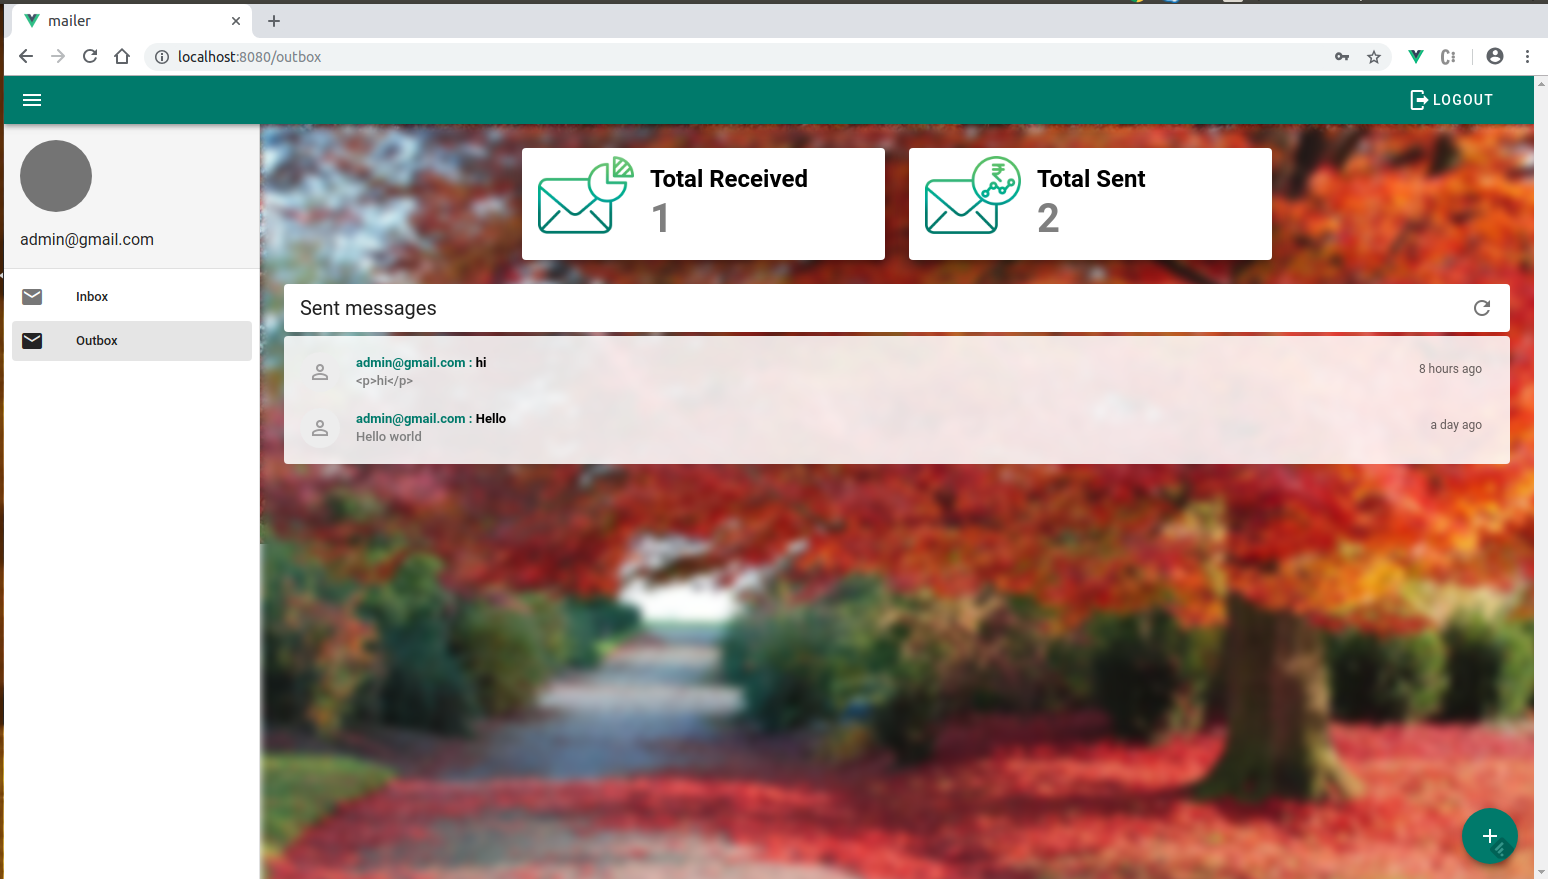 mailer
localhost:8080/outbox
LOGOUT
admin@gmail.com
Inbox
Outbox
Total Received
1
₹
Total Sent
2
Sent messages
admin@gmail.com : hi
<p>hi</p>
8 hours ago
admin@gmail.com : Hello
Hello world
a day ago